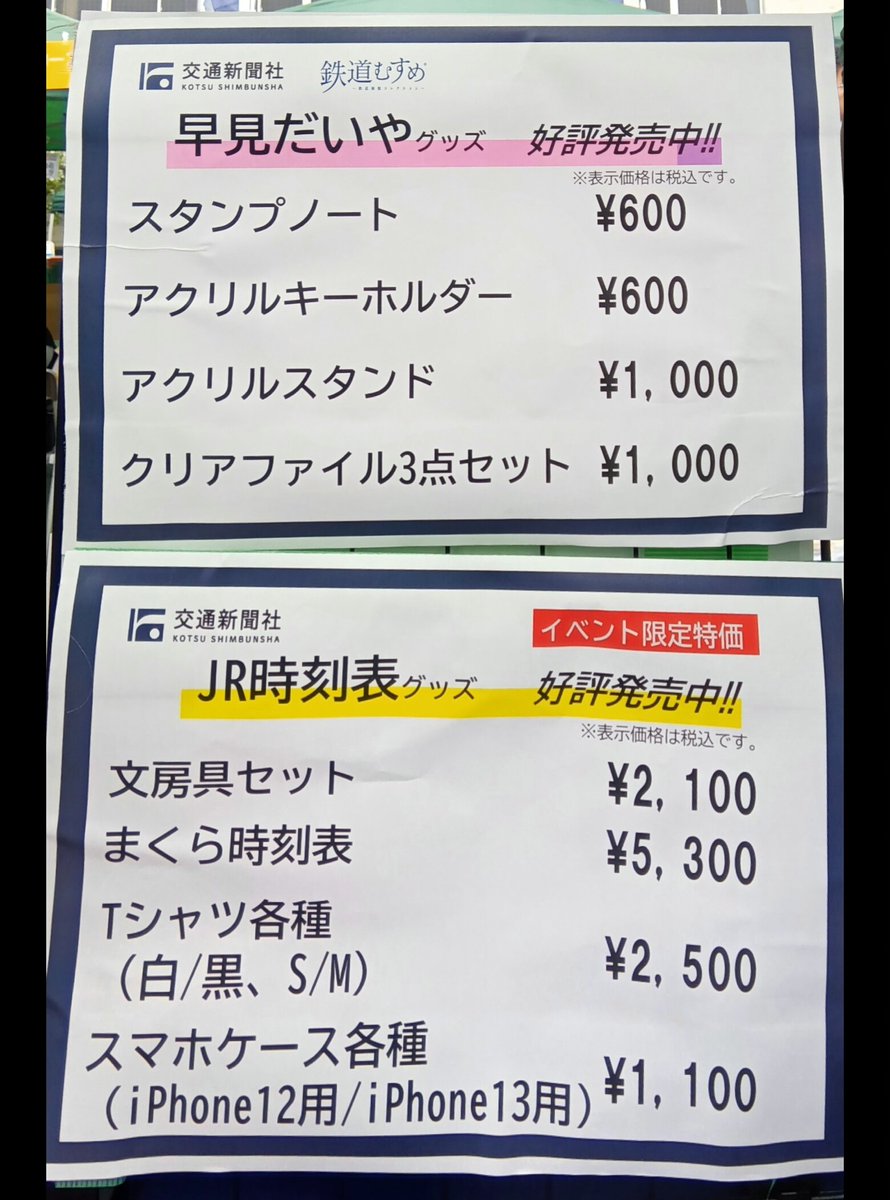 交通新聞社
KOTSU SHIMBUNSHA
鉄道むすめ
早見だいやグッズ 好評発売中!!
※表示価格は税込です。
スタンプノート ¥600
アクリルキーホルダー ¥600
アクリルスタンド ¥1,000
クリアファイル3点セット ¥1,000
交通新聞社
KOTSU SHIMBUNSHA
イベント限定特価
JR時刻表グッズ 好評発売中!!
※表示価格は税込です。
文房具セット ¥2,100
まくら時刻表 ¥5,300
Tシャツ各種
(白/黒、S/M) ¥2,500
スマホケース各種
(iPhone12用/iPhone13用) ¥1,100